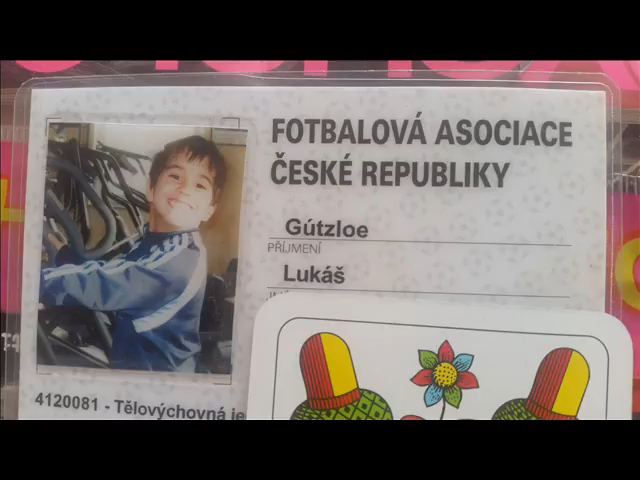 FOTBALOVÁ ASOCIACE
ČESKÉ REPUBLIKY
Gútzloe
PŘÍJMENÍ
Lukáš
4120081 - Tělovýchovná je